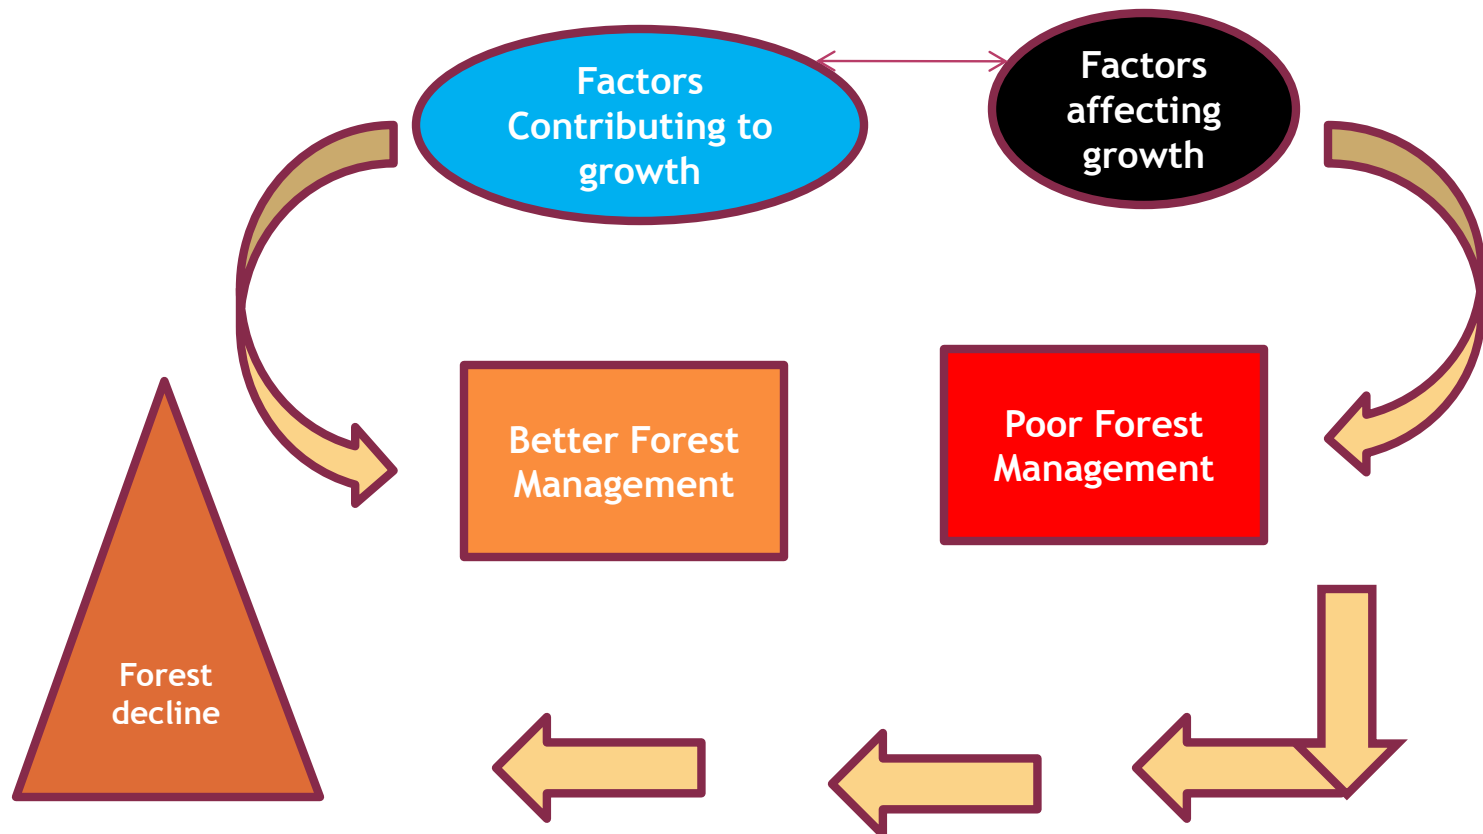 Factors
Contributing to
growth
Factors
affecting
growth
Better Forest
Management
Poor Forest
Management
Forest
decline